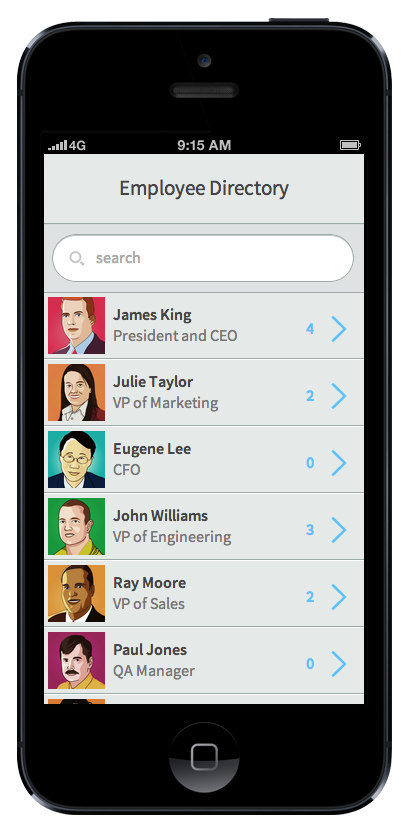 4G 9:15 AM
Employee Directory
search
James King
President and CEO
4
Julie Taylor
VP of Marketing
2
Eugene Lee
CFO
0
John Williams
VP of Engineering
3
Ray Moore
VP of Sales
2
Paul Jones
QA Manager
0